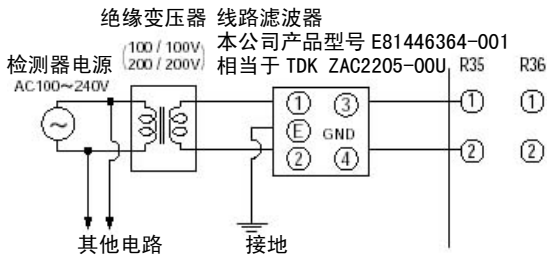 绝缘变压器 线路滤波器
(100 / 100V
200 / 200V)
本公司产品型号 E81446364-001
相当于 TDK ZAC2205-00U
检测器电源
AC100~240V
R35 R36
~
① ③ ① ①
E GND
② ④ ② ②
其他电路 接地